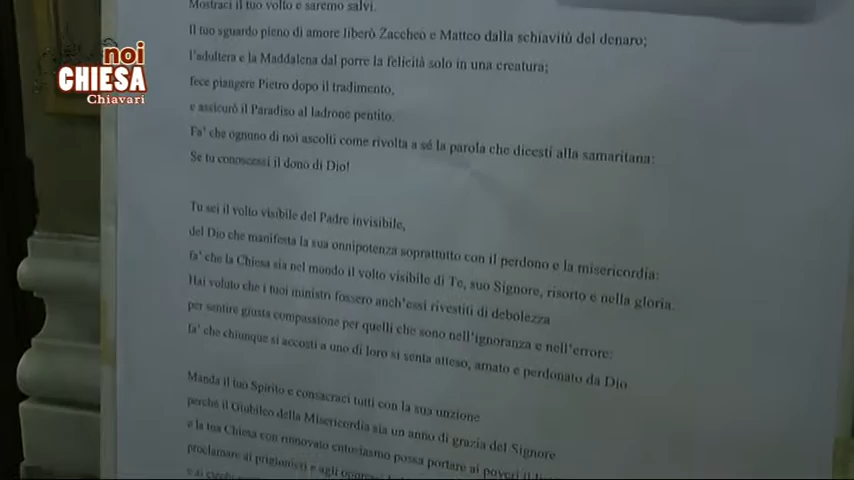 noi
CHIESA
Chiavari
Mostraci il tuo volto e saremo salvi.
Il tuo sguardo pieno di amore liberò Zaccheo e Matteo dalla schiavitù del denaro;
l'adultera e la Maddalena dal porre la felicità solo in una creatura;
fece piangere Pietro dopo il tradimento,
e assicurò il Paradiso al ladrone pentito.
Fa' che ognuno di noi ascolti come rivolta a sé la parola che dicesti alla samaritana:
Se tu conoscessi il dono di Dio!
Tu sei il volto visibile del Padre invisibile,
del Dio che manifesta la sua onnipotenza soprattutto con il perdono e la misericordia:
fa' che la Chiesa sia nel mondo il volto visibile di Te, suo Signore, risorto e nella gloria.
Hai voluto che i tuoi ministri fossero anch'essi rivestiti di debolezza
per sentire giusta compassione per quelli che sono nell'ignoranza e nell'errore:
fa' che chiunque si accosti a uno di loro si senta atteso, amato e perdonato da Dio
Manda il tuo Spirito e consacraci tutti con la sua unzione
perché il Giubileo della Misericordia sia un anno di grazia del Signore
e la tua Chiesa con rinnovato entusiasmo possa portare ai poveri il
proclamare ai prigionieri e agli